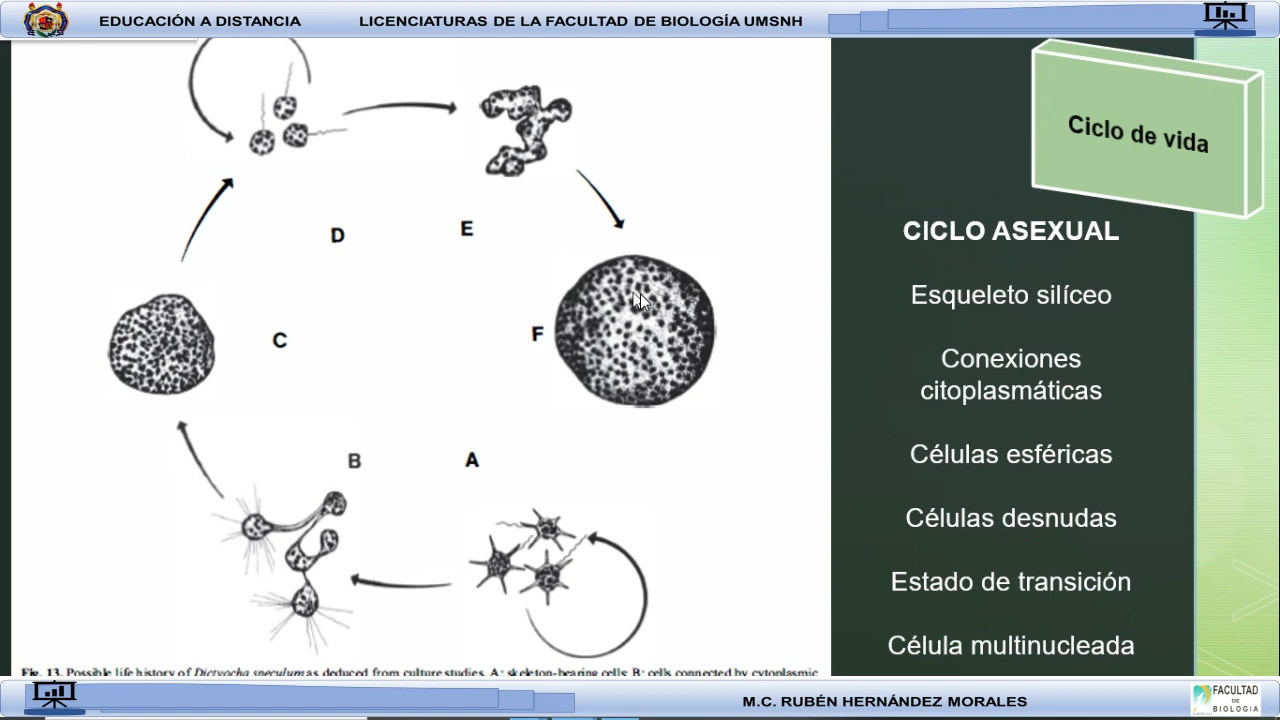 EDUCACIÓN A DISTANCIA
LICENCIATURAS DE LA FACULTAD DE BIOLOGÍA UMSNH
Ciclo de vida
D
E
C
F
B
A
CICLO ASEXUAL
Esqueleto silíceo
Conexiones
citoplasmáticas
Células esféricas
Células desnudas
Estado de transición
Célula multinucleada
Fig. 13. Possible life history of Dictyocha speculum as deduced from culture studies. A: skeleton-bearing cells; B: cells connected by cytoplasmic
M.C. RUBÉN HERNÁNDEZ MORALES
FACULTAD
DE
BIOLOGIA